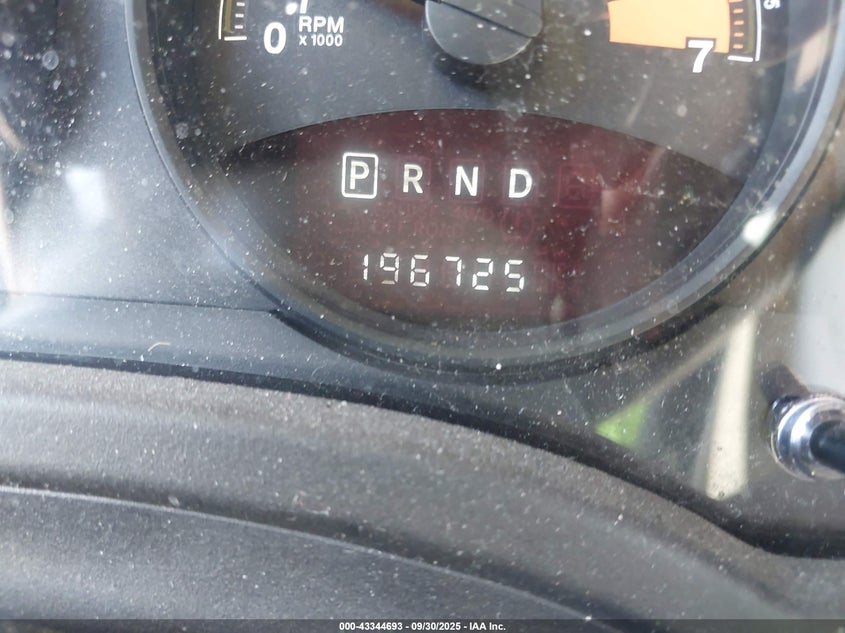 RPM
0 x 1000
7
P R N D
196725
000-43344693 - 09/30/2025 - IAA Inc.